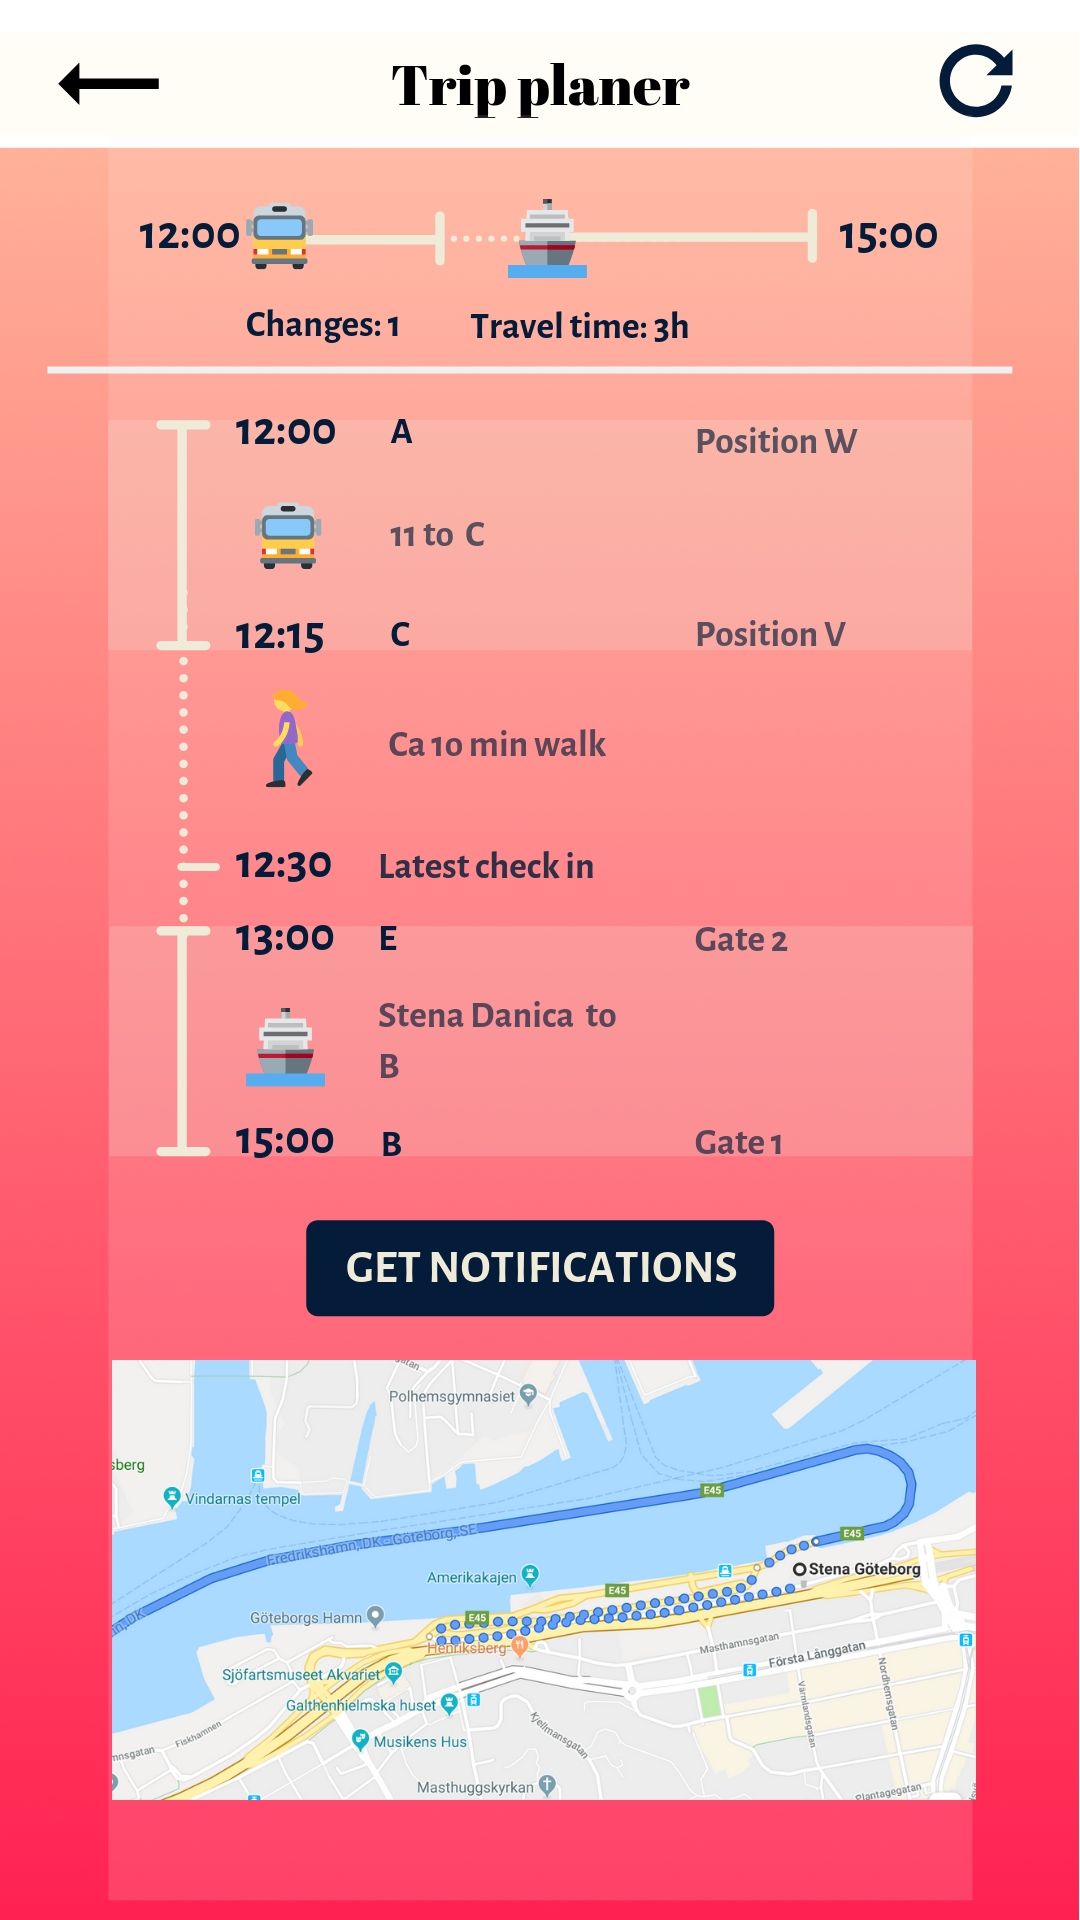 Trip planer
12:00
15:00
Changes: 1
Travel time: 3h
12:00 A Position W
11 to C
12:15 C Position V
Ca 10 min walk
12:30 Latest check in
13:00 E Gate 2
Stena Danica to
B
15:00 B Gate 1
GET NOTIFICATIONS
Polhemsgymnasiet
sberg
Vindarnas tempel
E45
E45
Fredrikshamn, DK - Göteborg, SE
Stena Göteborg
Amerikakajen
E45
n, DK
Göteborgs Hamn
E45
Henriksberg
Masthamnsgatan
Första Långgatan
Sjöfartsmuseet Akvariet
Nordhemsgatan
Värmlandsgatan
Galthenhielmska huset
Kjellmansgatan
Fiskhamnen
Musikens Hus
mnsgatan
Masthuggskyrkan
Plantagegatan